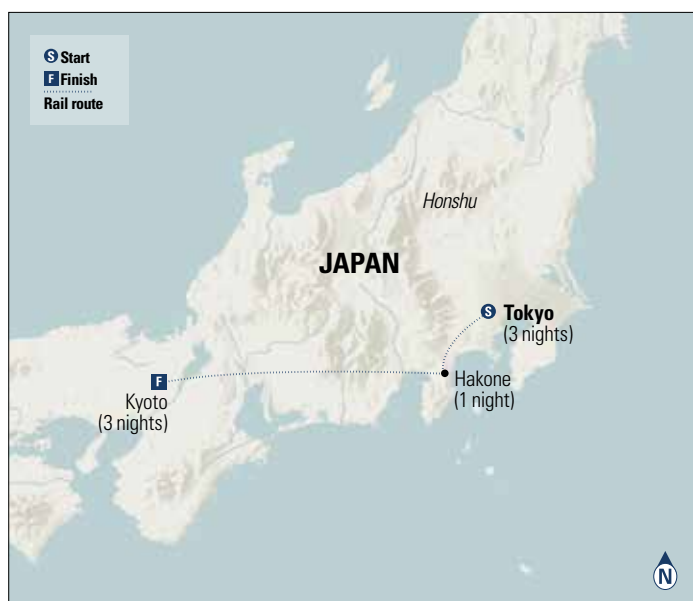 S Start
F Finish
Rail route
Honshu
JAPAN
S Tokyo
(3 nights)
Hakone
(1 night)
F
Kyoto
(3 nights)
N